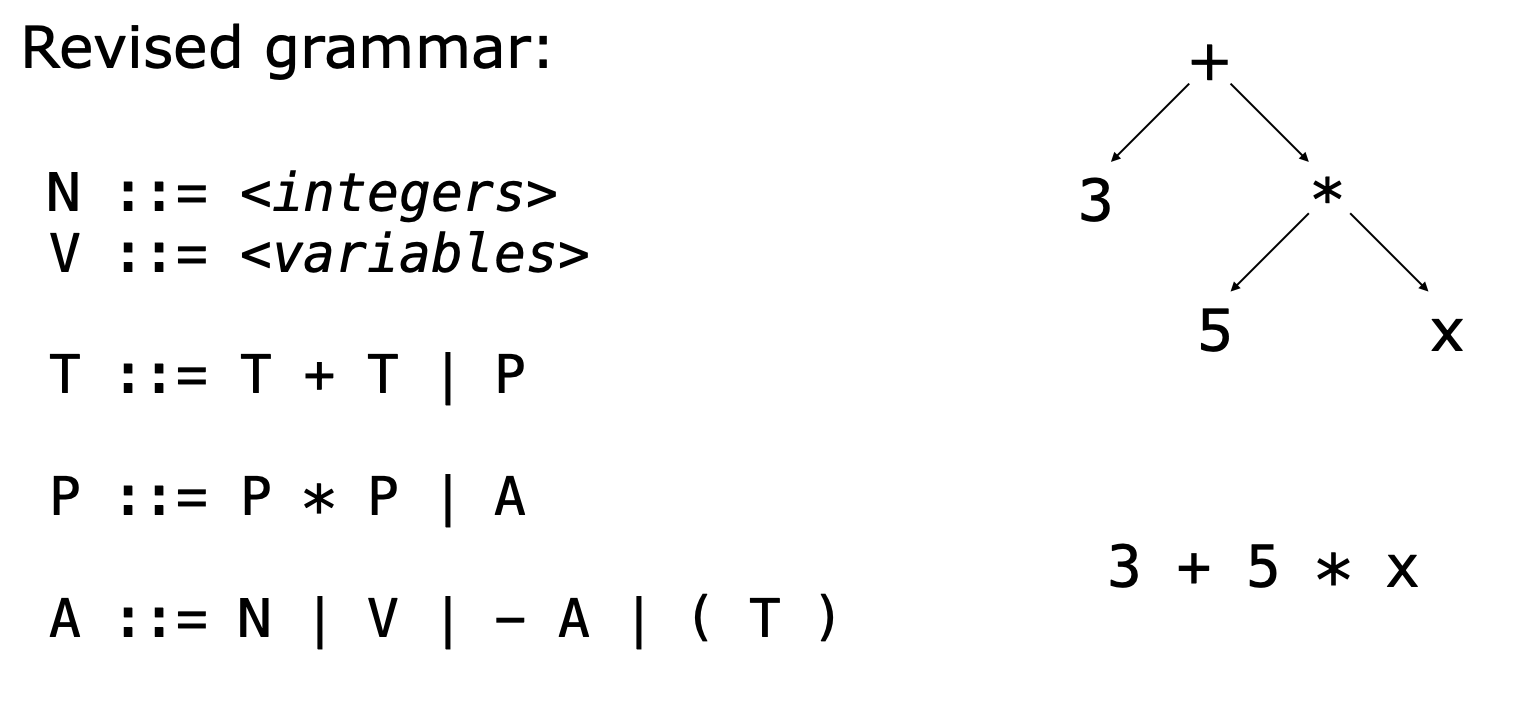 Revised grammar:
N ::= <integers>
V ::= <variables>
T ::= T + T | P
P ::= P * P | A
A ::= N | V | – A | ( T )
+
3 *
5 x
3 + 5 * x